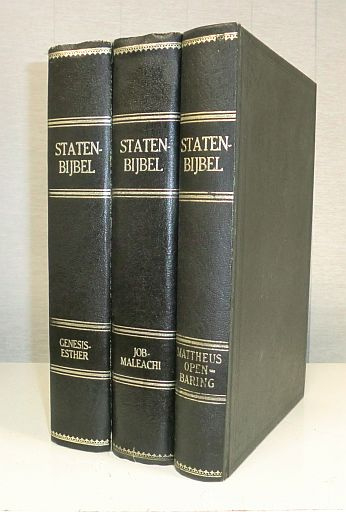 STATEN-
BIJBEL
GENESIS-
ESTHER
STATEN-
BIJBEL
JOB-
MALEACHI
STATEN-
BIJBEL
MATTHEUS
OPEN-
BARING